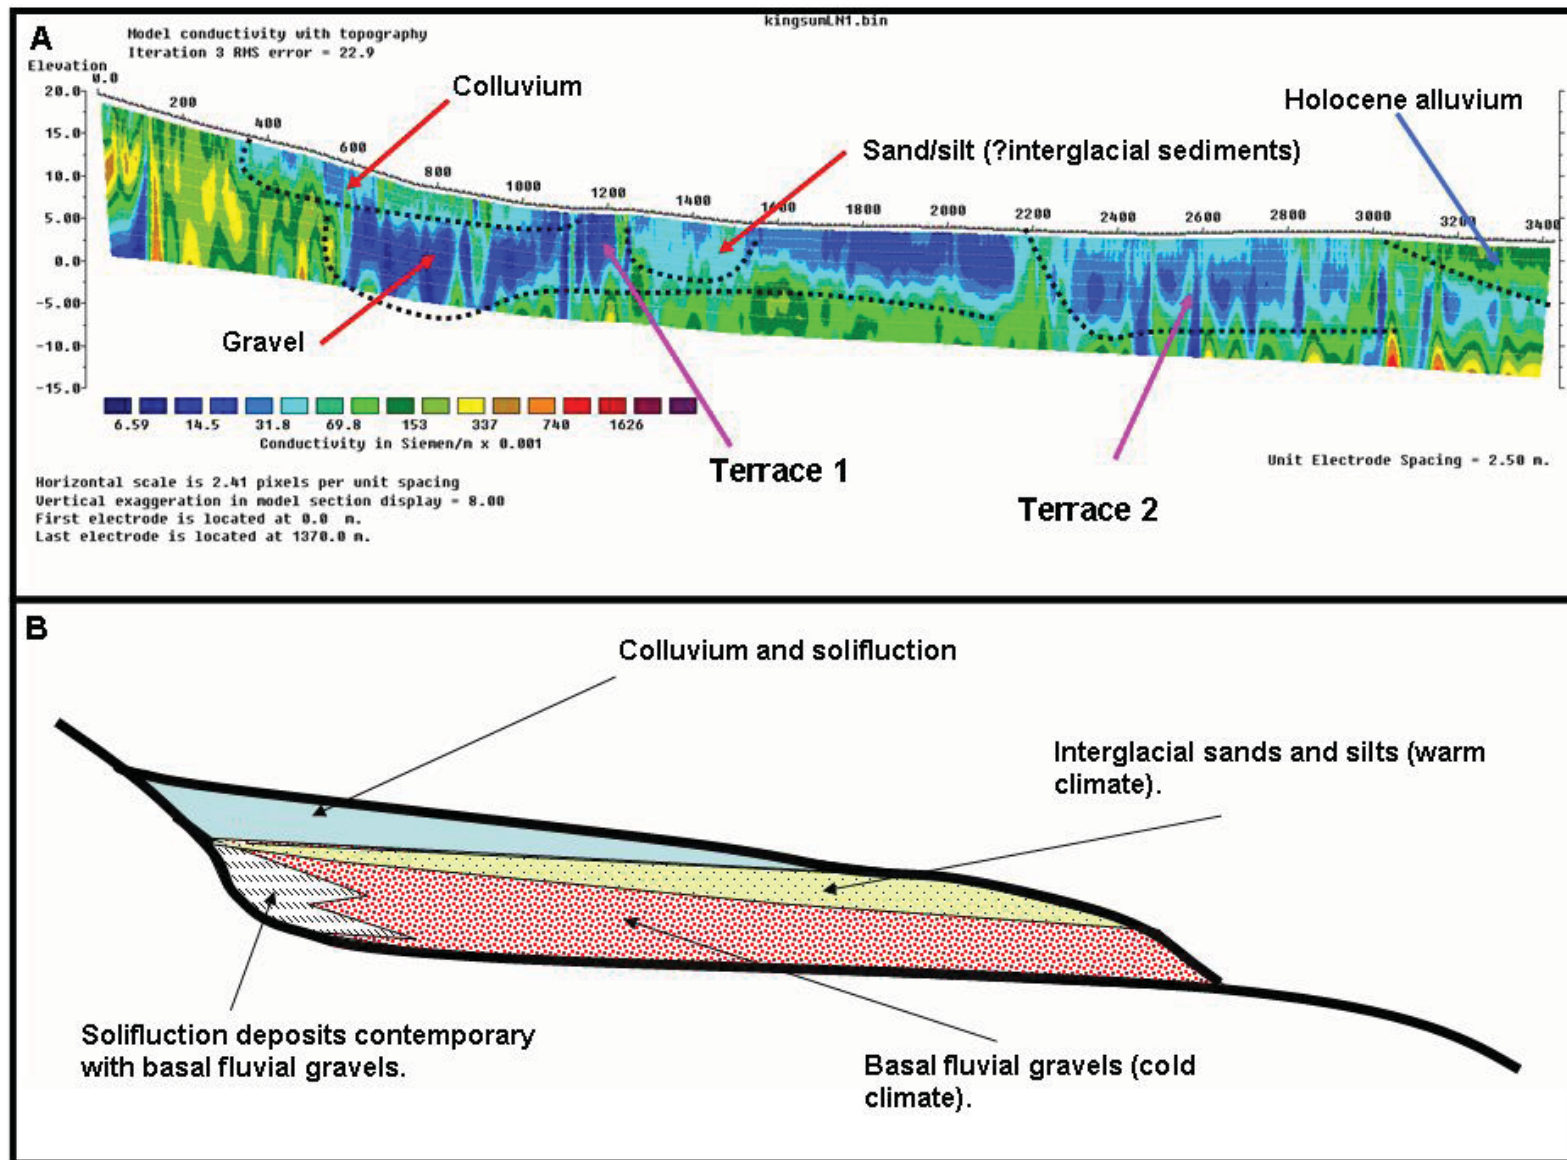 A
Model conductivity with topography
Iteration 3 RMS error = 22.9
kingsumLN1.bin
Elevation
0.0
20.0
15.0
10.0
5.00
0.0
-5.00
-10.0
-15.0
200
400
600
800
1000
1200
1400
1600
1800
2000
2200
2400
2600
2800
3000
3200
3400
Colluvium
Sand/silt (?interglacial sediments)
Holocene alluvium
Gravel
Terrace 1
Terrace 2
6.59 14.5 31.8 69.8 153 337 740 1626
Conductivity in Siemen/m x 0.001
Unit Electrode Spacing = 2.50 m.
Horizontal scale is 2.41 pixels per unit spacing
Vertical exaggeration in model section display = 8.00
First electrode is located at 0.0 m.
Last electrode is located at 1370.0 m.
B
Colluvium and solifluction
Interglacial sands and silts (warm
climate).
Solifluction deposits contemporary
with basal fluvial gravels.
Basal fluvial gravels (cold
climate).